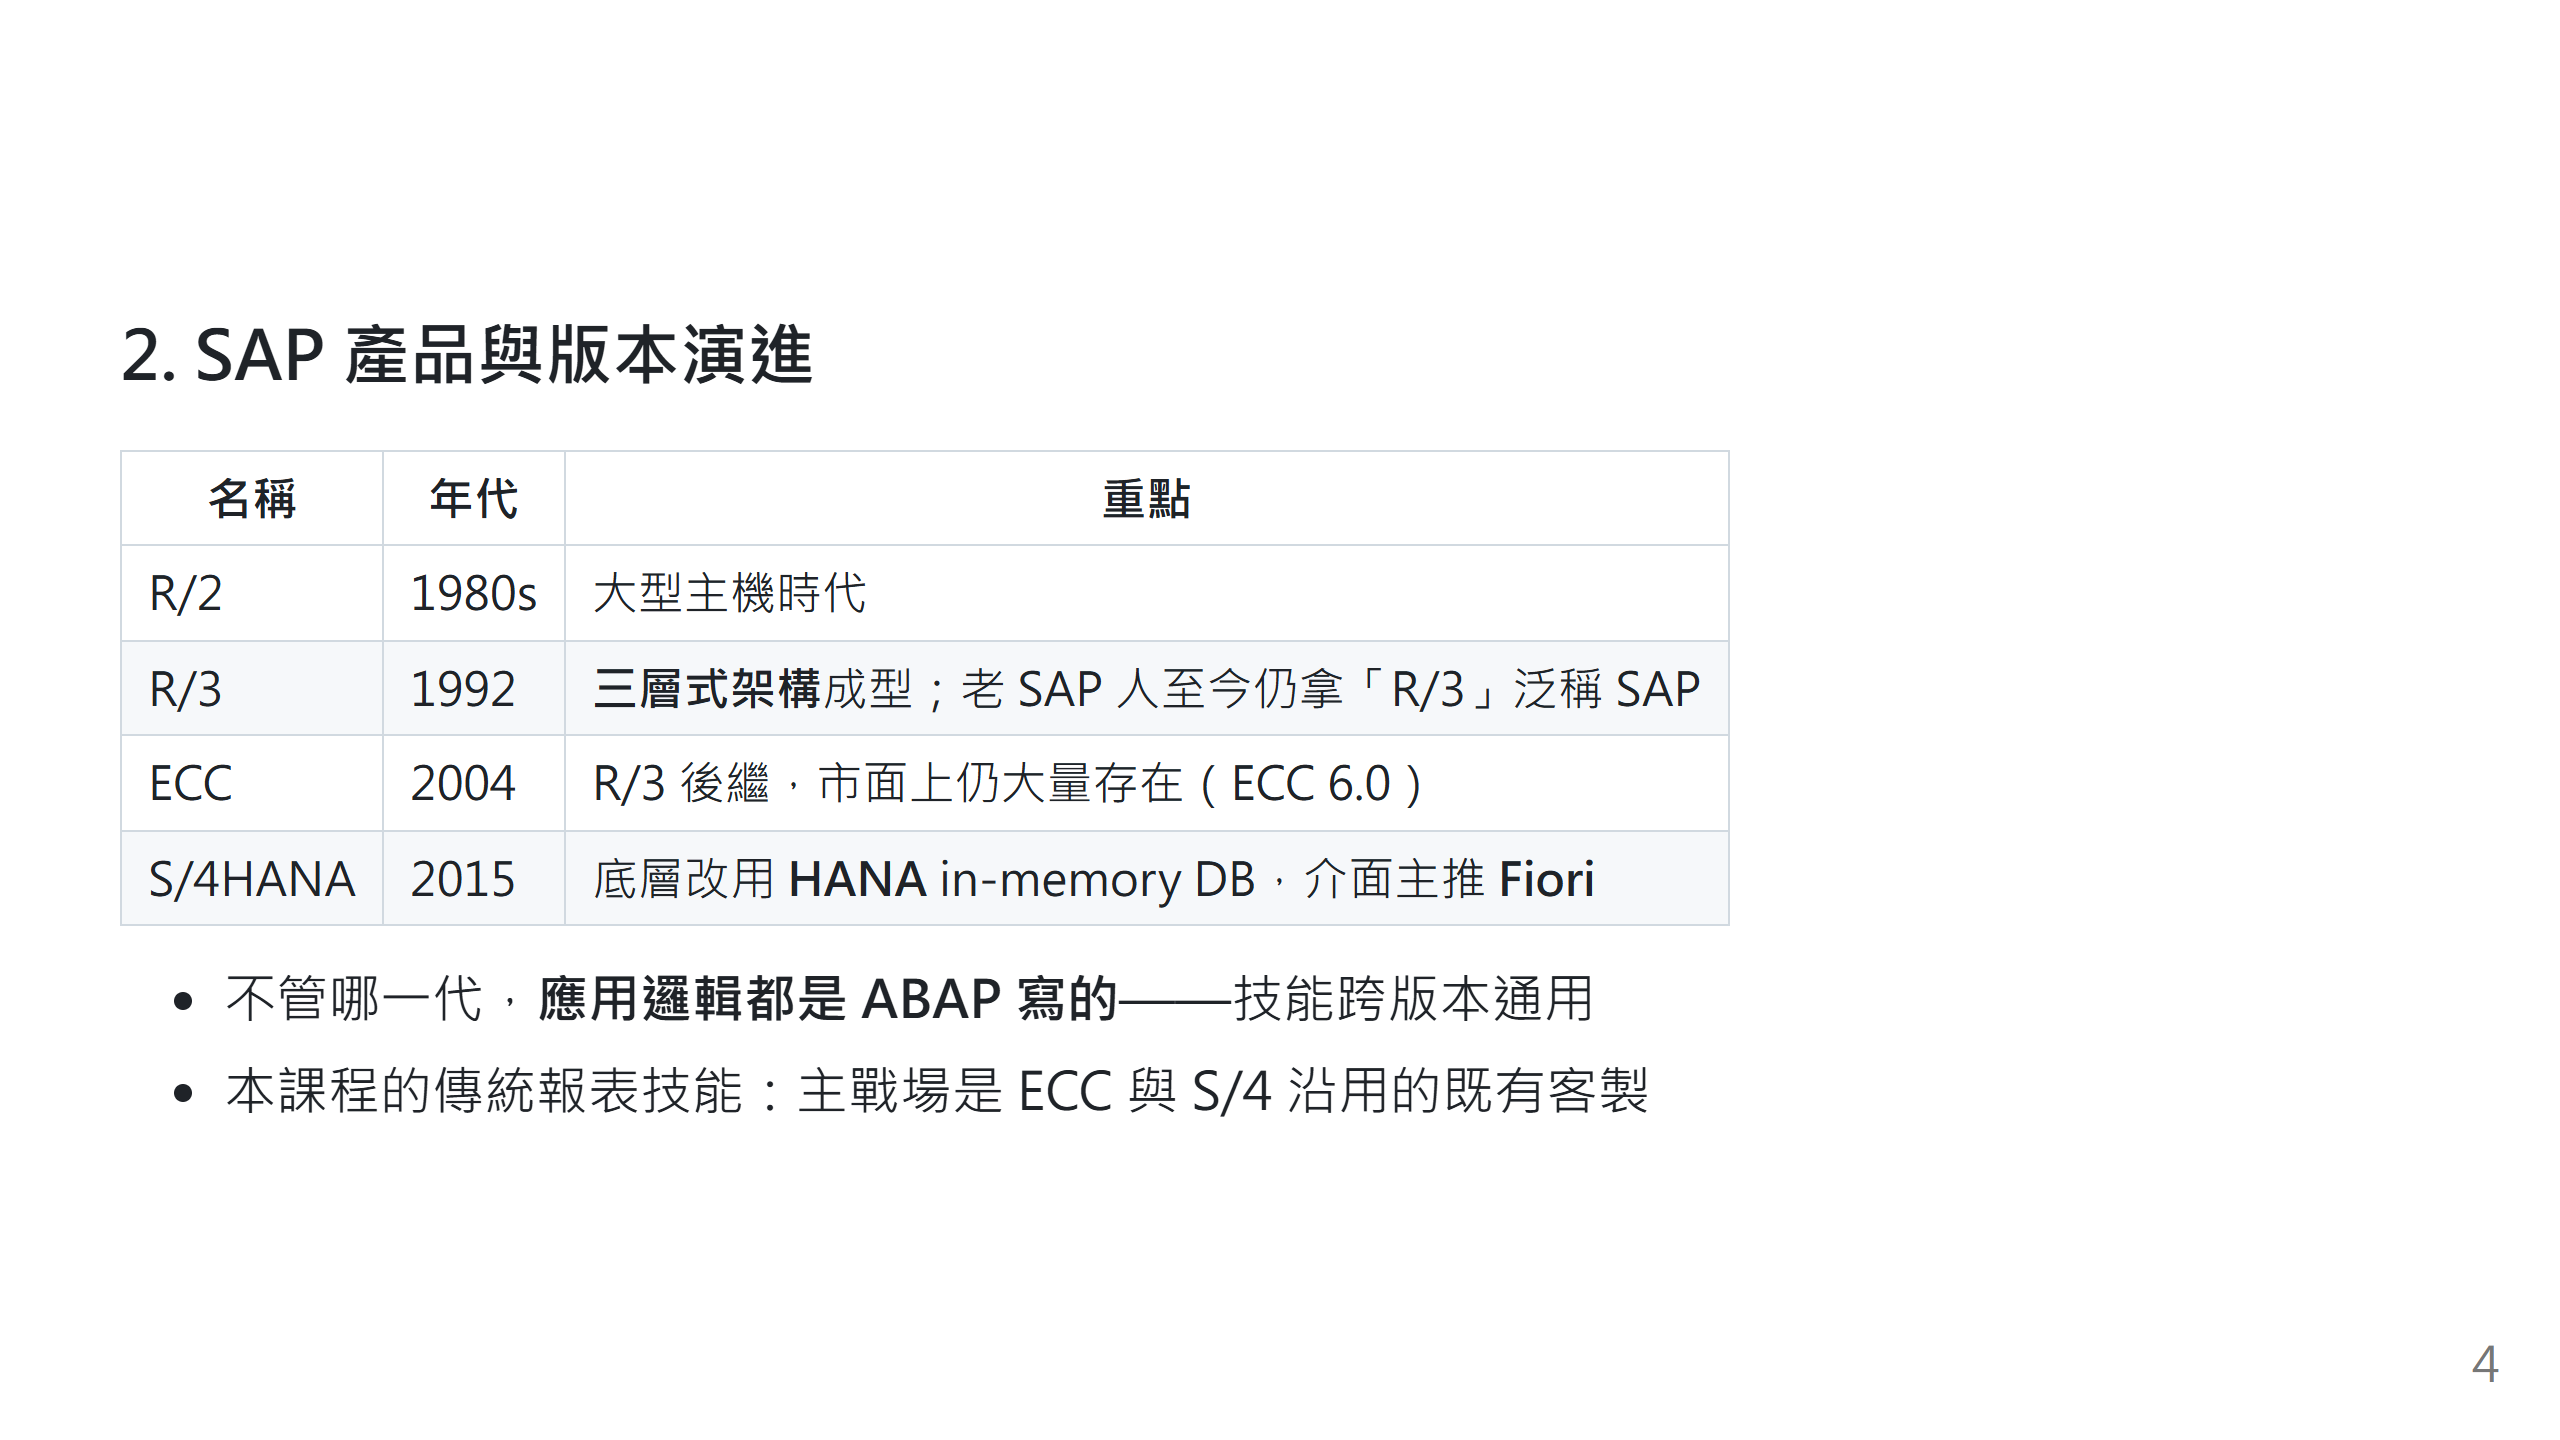 2. SAP 產品與版本演進
名稱 年代 重點
R/2 1980s 大型主機時代
R/3 1992 三層式架構成型；老 SAP 人至今仍拿「R/3」泛稱 SAP
ECC 2004 R/3 後繼，市面上仍大量存在（ECC 6.0）
S/4HANA 2015 底層改用 HANA in-memory DB，介面主推 Fiori
• 不管哪一代，應用邏輯都是 ABAP 寫的——技能跨版本通用
• 本課程的傳統報表技能：主戰場是 ECC 與 S/4 沿用的既有客製
4